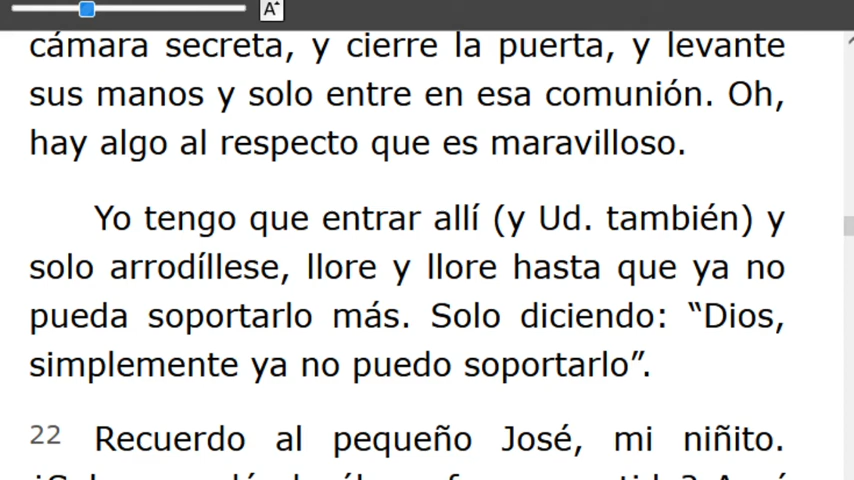 A
cámara secreta, y cierre la puerta, y levante
sus manos y solo entre en esa comunión. Oh,
hay algo al respecto que es maravilloso.
Yo tengo que entrar allí (y Ud. también) y
solo arrodíllese, llore y llore hasta que ya no
pueda soportarlo más. Solo diciendo: “Dios,
simplemente ya no puedo soportarlo”.
22 Recuerdo al pequeño José, mi niñito.